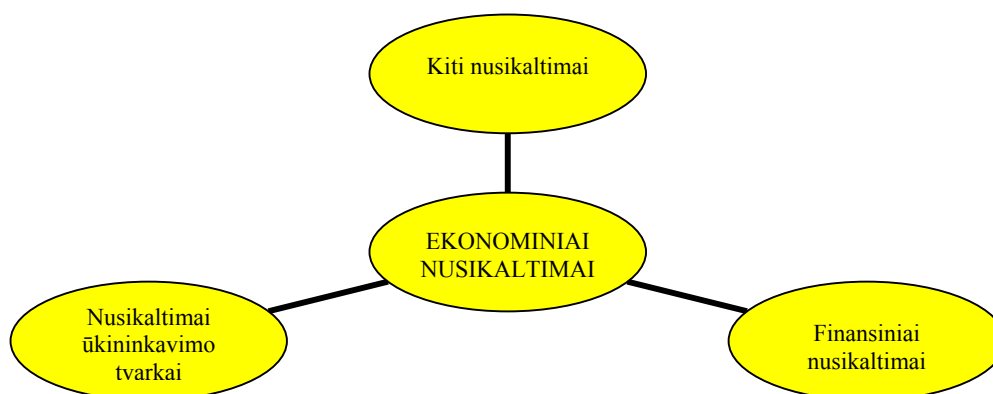 Kiti nusikaltimai
EKONOMINIAI
NUSIKALTIMAI
Nusikaltimai
ūkininkavimo
tvarkai
Finansiniai
nusikaltimai